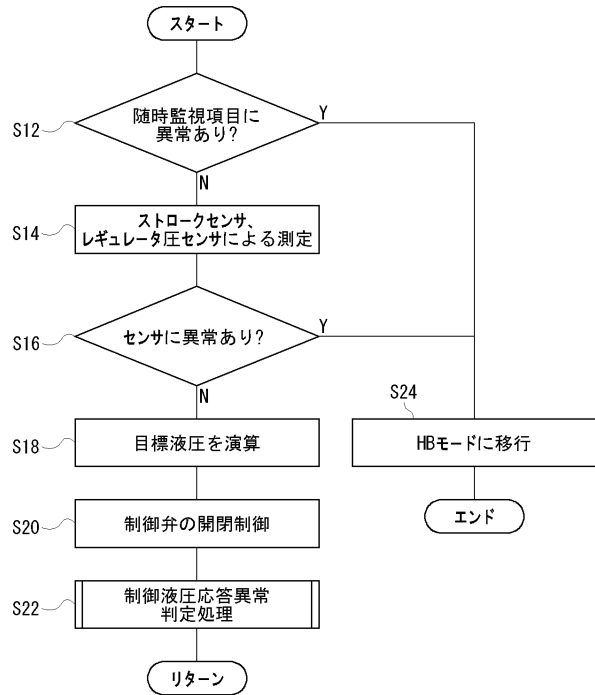 スタート
随時監視項目に
異常あり?
S12
Y
N
ストロークセンサ、
レギュレータ圧センサによる測定
S14
センサに異常あり?
S16
Y
N
S24
目標液圧を演算
S18
HBモードに移行
制御弁の開閉制御
S20
エンド
制御液圧応答異常
判定処理
S22
リターン